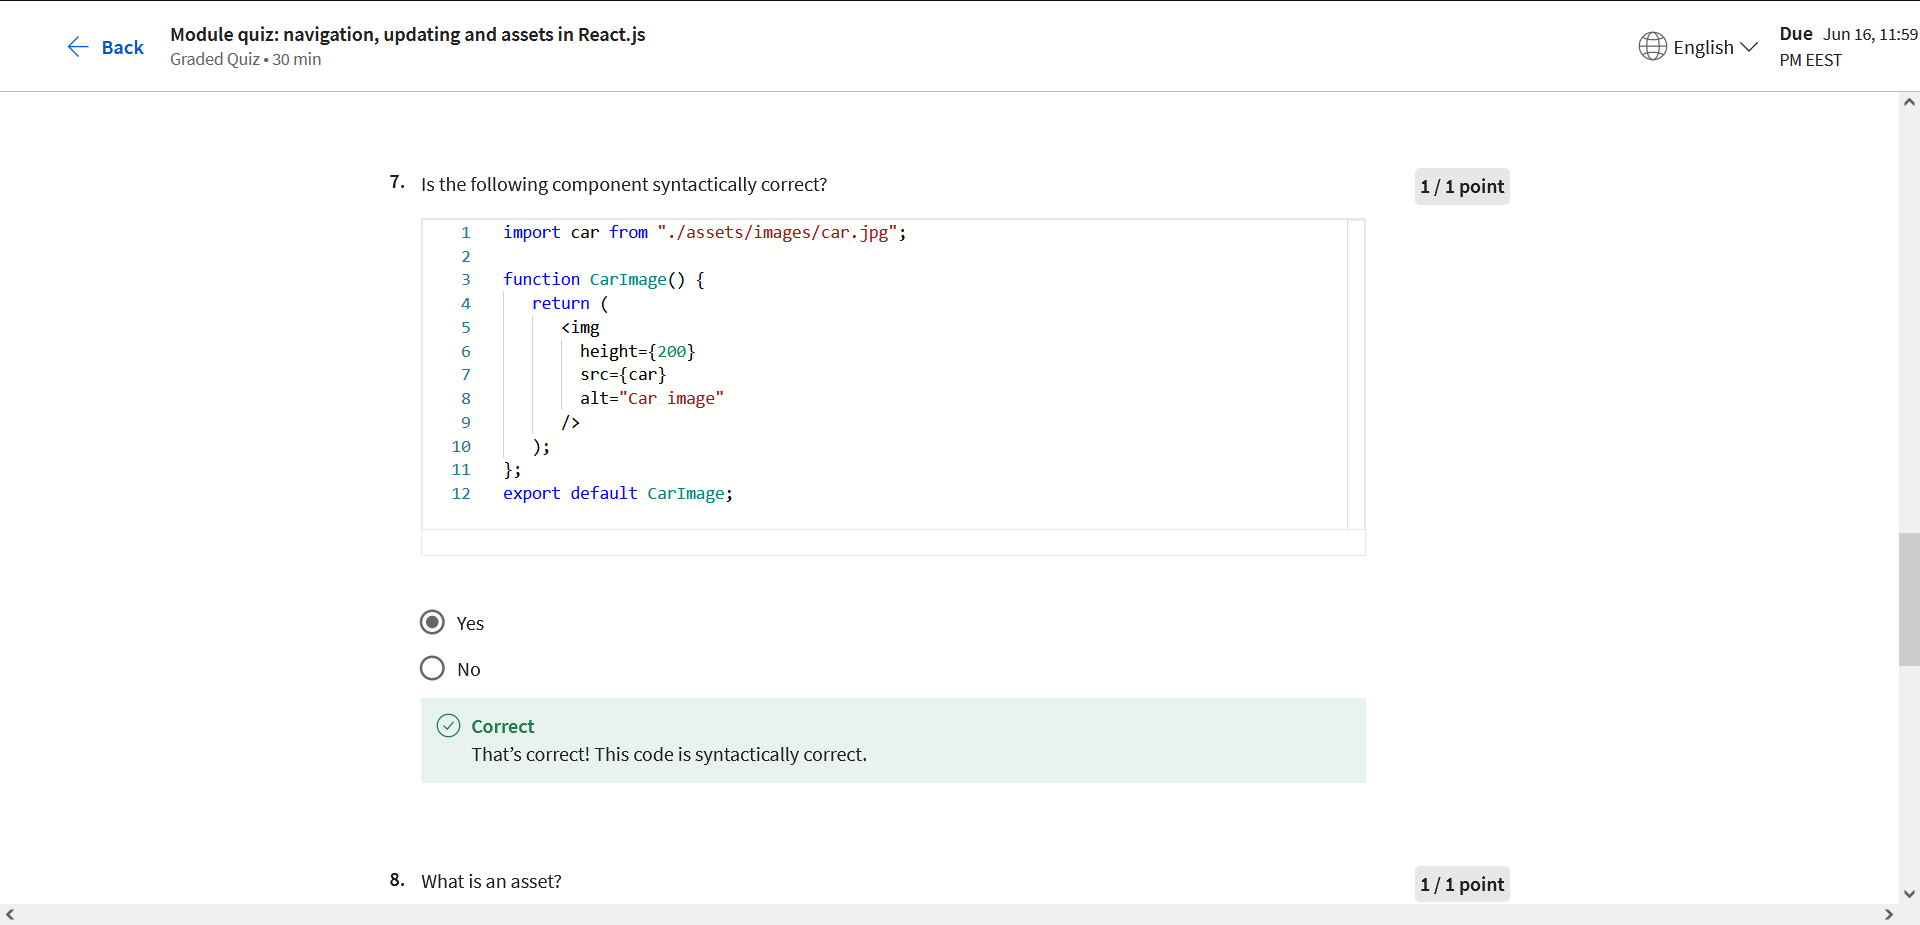 Back
Module quiz: navigation, updating and assets in React.js
Graded Quiz • 30 min
English
Due Jun 16, 11:59
PM EEST
7. Is the following component syntactically correct?
1 / 1 point
1 import car from "./assets/images/car.jpg";
2
3 function CarImage() {
4 return (
5 <img
6 height={200}
7 src={car}
8 alt="Car image"
9 />
10 );
11 };
12 export default CarImage;
Yes
No
Correct
That’s correct! This code is syntactically correct.
8. What is an asset?
1 / 1 point